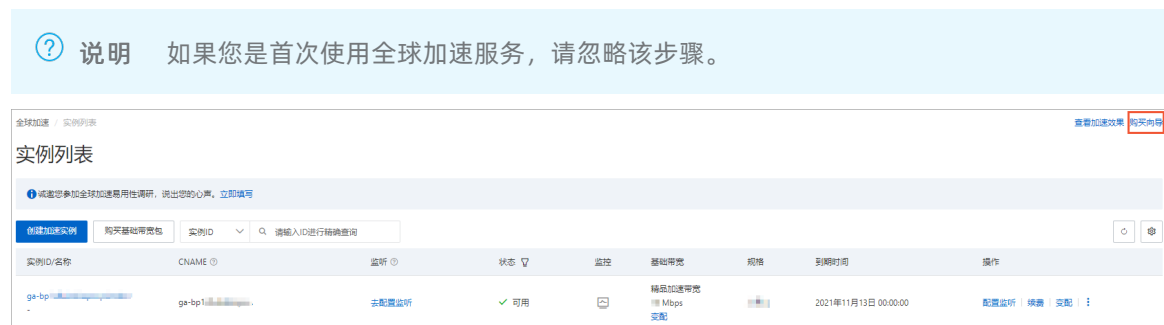 说明 如果您是首次使用全球加速服务，请忽略该步骤。
全球加速 / 实例列表 查看加速效果 购买向导
实例列表
诚邀您参加全球加速易用性调研，说出您的心声。立即填写
创建加速实例 购买基础带宽包 实例ID 请输入ID进行精确查询
实例ID/名称 CNAME 监听 状态 监控 基础带宽 规格 到期时间 操作
精品加速带宽
ga-bp ga-bp1 . 去配置监听 可用 Mbps 2021年11月13日 00:00:00 配置监听 续费 变配
- 变配